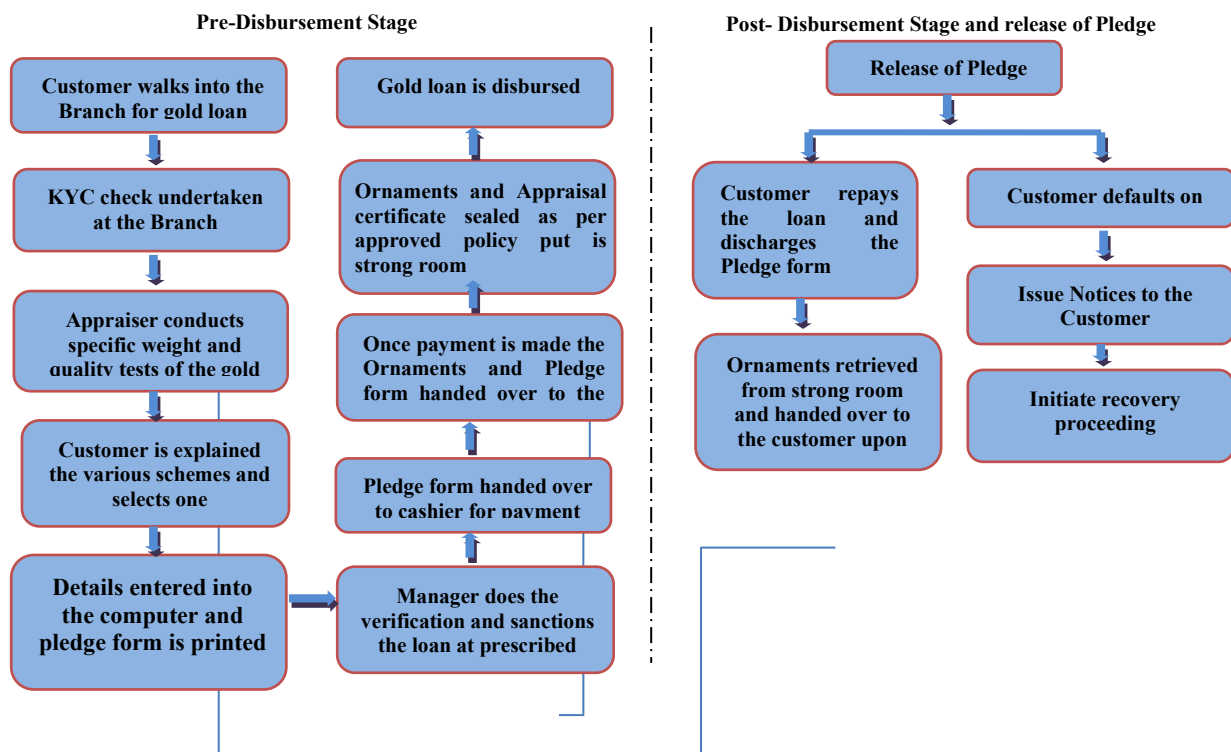 Pre-Disbursement Stage
Customer walks into the
Branch for gold loan
KYC check undertaken
at the Branch
Appraiser conducts
specific weight and
quality tests of the gold
Customer is explained
the various schemes and
selects one
Details entered into
the computer and
pledge form is printed
Manager does the
verification and sanctions
the loan at prescribed
Pledge form handed over
to cashier for payment
Once payment is made the
Ornaments and Pledge
form handed over to the
Ornaments and Appraisal
certificate sealed as per
approved policy put is
strong room
Gold loan is disbursed
Post- Disbursement Stage and release of Pledge
Release of Pledge
Customer repays
the loan and
discharges the
Pledge form
Ornaments retrieved
from strong room
and handed over to
the customer upon
Customer defaults on
Issue Notices to the
Customer
Initiate recovery
proceeding